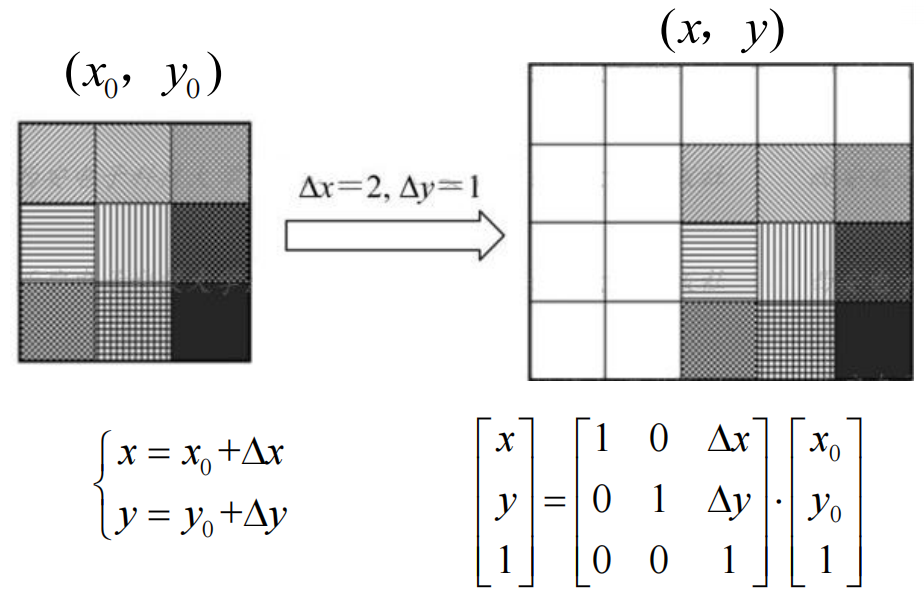 (x, y)
(x₀, y₀)
Δx=2, Δy=1
{ x = x₀+Δx
y = y₀+Δy
[x] = [1 0 Δx] · [x₀]
[y] [0 1 Δy] [y₀]
[1] [0 0 1] [1]